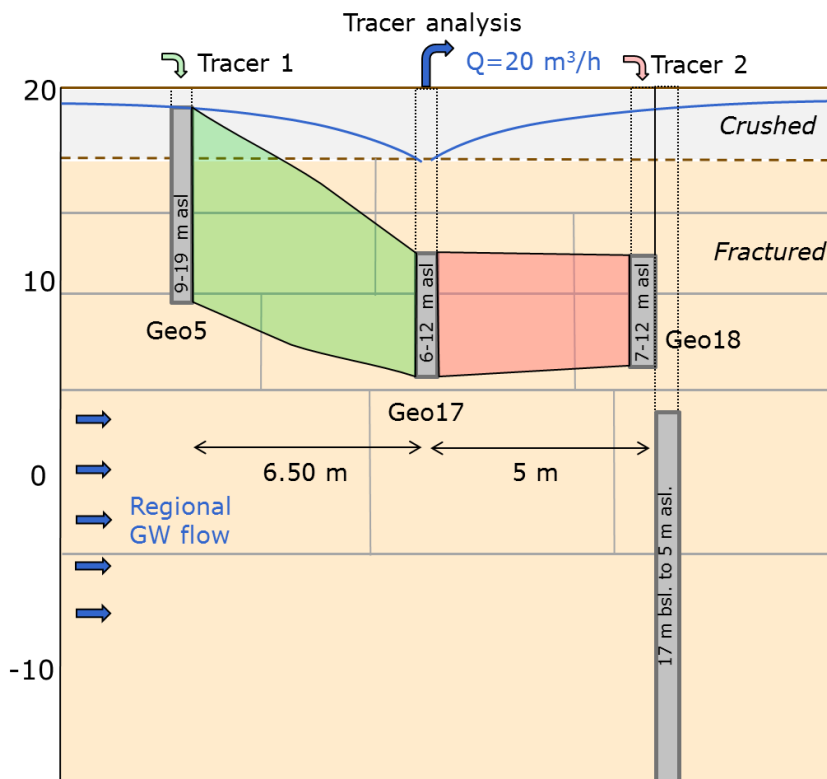 Tracer analysis
Tracer 1
Q=20 m³/h
Tracer 2
20
Crushed
9-19 m asl
6-12 m asl
7-12 m asl
Fractured
10
Geo5
Geo18
Geo17
0
6.50 m
5 m
Regional
GW flow
17 m bsl. to 5 m asl.
-10